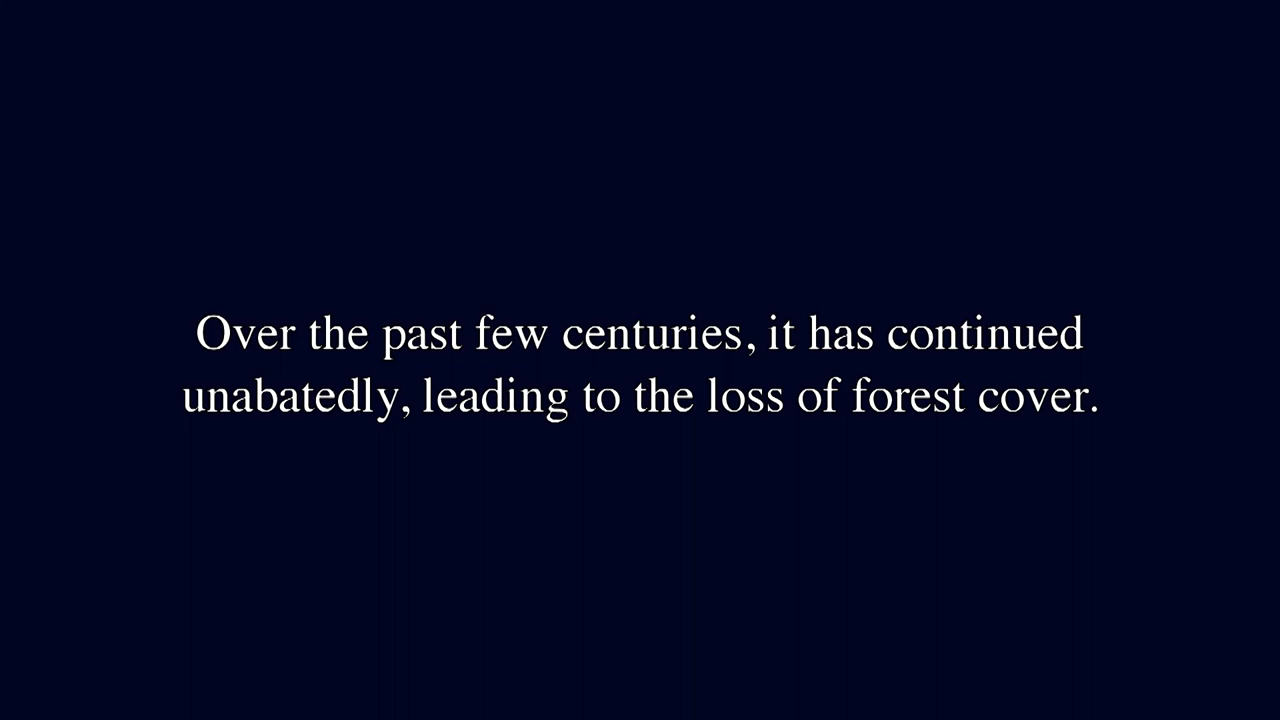 Over the past few centuries, it has continued
unabatedly, leading to the loss of forest cover.